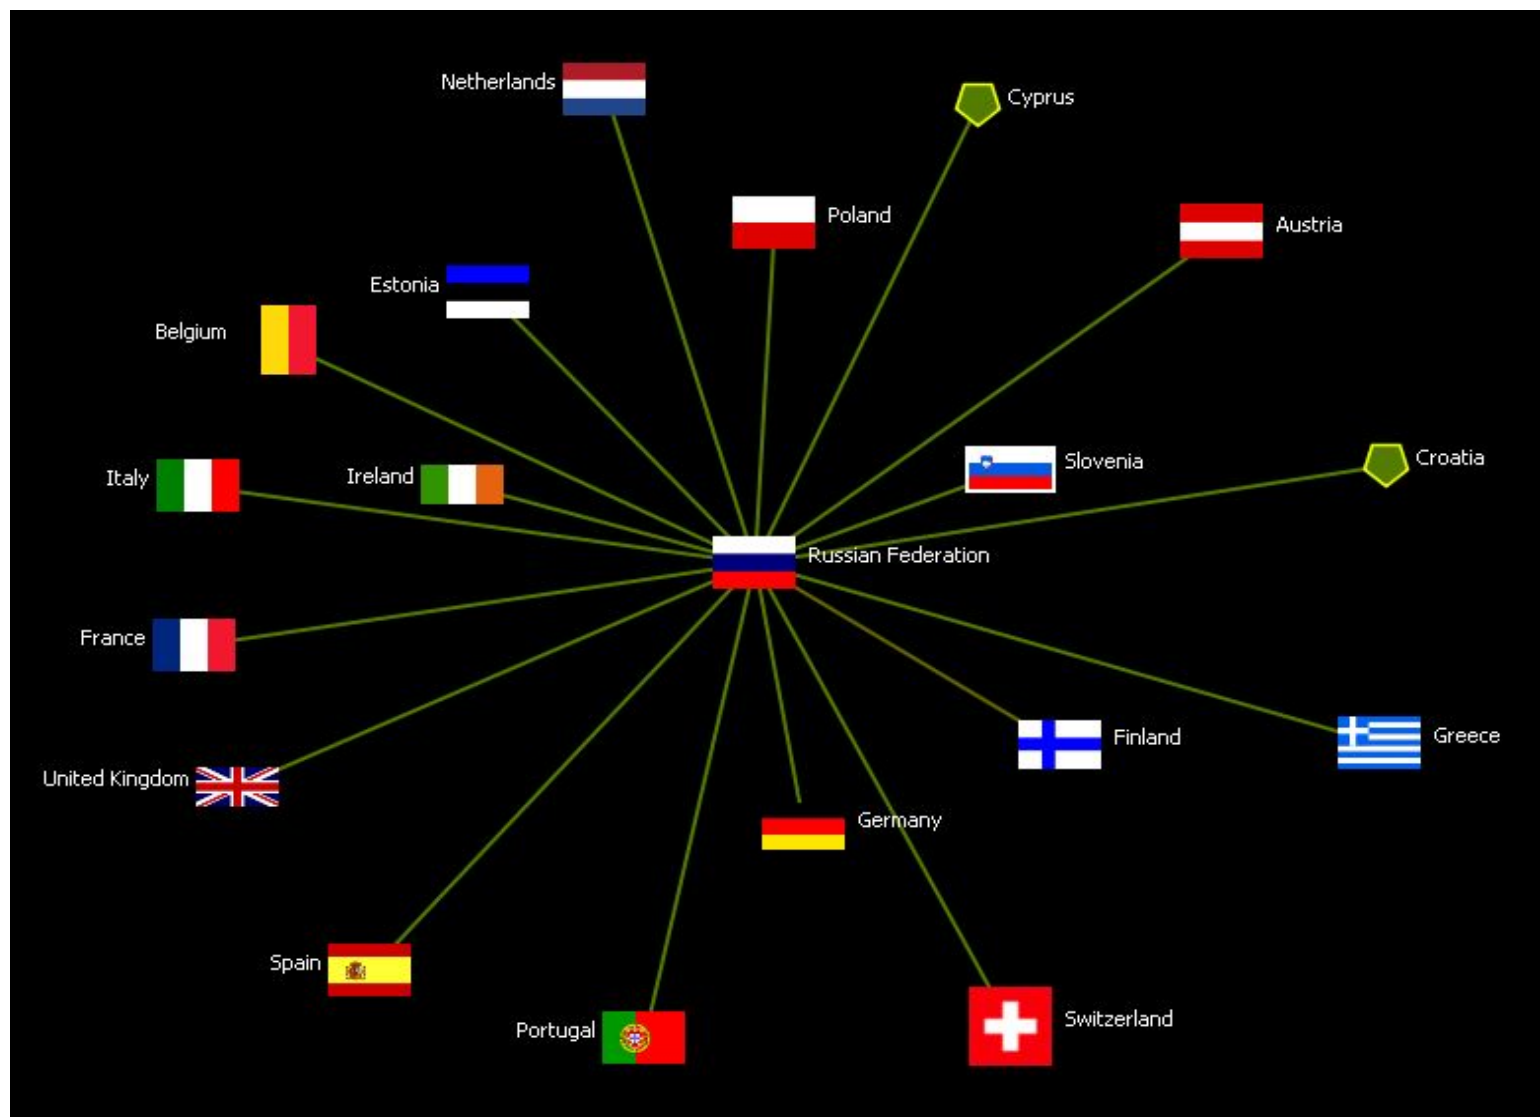 Netherlands
Cyprus
Poland
Austria
Estonia
Belgium
Slovenia
Croatia
Italy
Ireland
Russian Federation
France
Finland
Greece
United Kingdom
Germany
Spain
Portugal
Switzerland